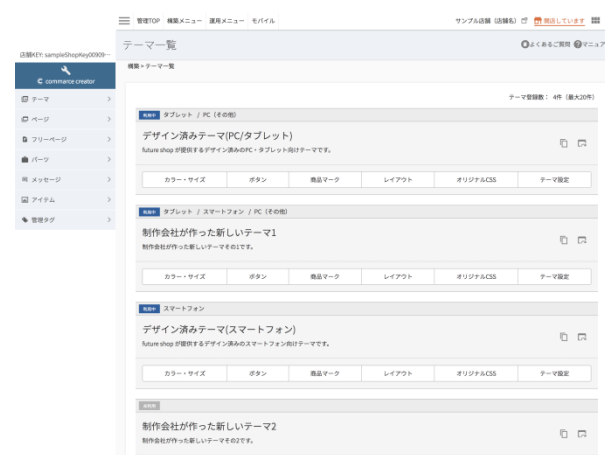 管理TOP 構築メニュー 運用メニュー モバイル
サンプル店舗（店舗名） 開店しています
テーマ一覧
よくあるご質問 マニュア
店舗KEY: sampleShopKey00909…
構築 > テーマ一覧
commerce creator
テーマ
ページ
フリーページ
パーツ
メッセージ
アイテム
管理タグ
テーマ登録数： 4件（最大20件）
利用中 タブレット / PC（その他）
デザイン済みテーマ(PC/タブレット)
future shop が提供するデザイン済みのPC・タブレット向けテーマです。
カラー・サイズ ボタン 商品マーク レイアウト オリジナルCSS テーマ設定
利用中 タブレット / スマートフォン / PC（その他）
制作会社が作った新しいテーマ1
制作会社が作った新しいテーマその1です。
カラー・サイズ ボタン 商品マーク レイアウト オリジナルCSS テーマ設定
利用中 スマートフォン
デザイン済みテーマ(スマートフォン)
future shop が提供するデザイン済みのスマートフォン向けテーマです。
カラー・サイズ ボタン 商品マーク レイアウト オリジナルCSS テーマ設定
未利用
制作会社が作った新しいテーマ2
制作会社が作った新しいテーマその2です。